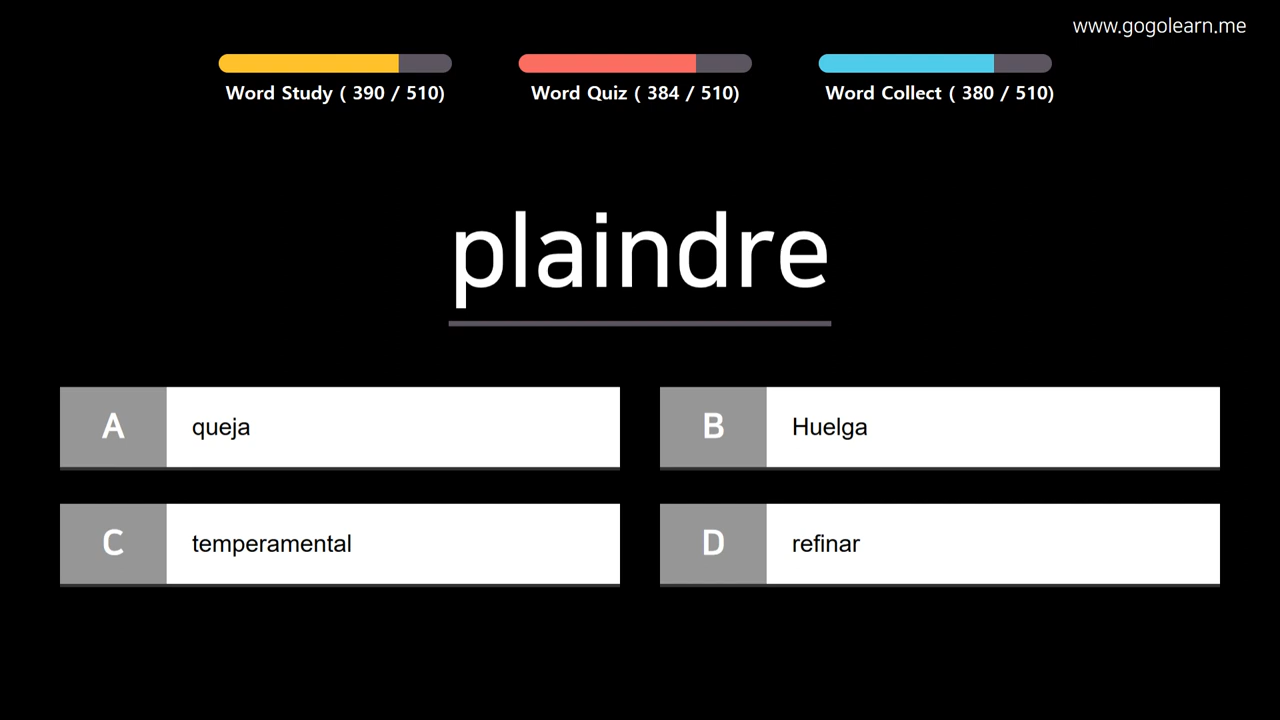 www.gogolearn.me
Word Study ( 390 / 510)
Word Quiz ( 384 / 510)
Word Collect ( 380 / 510)
plaindre
A queja
B Huelga
C temperamental
D refinar